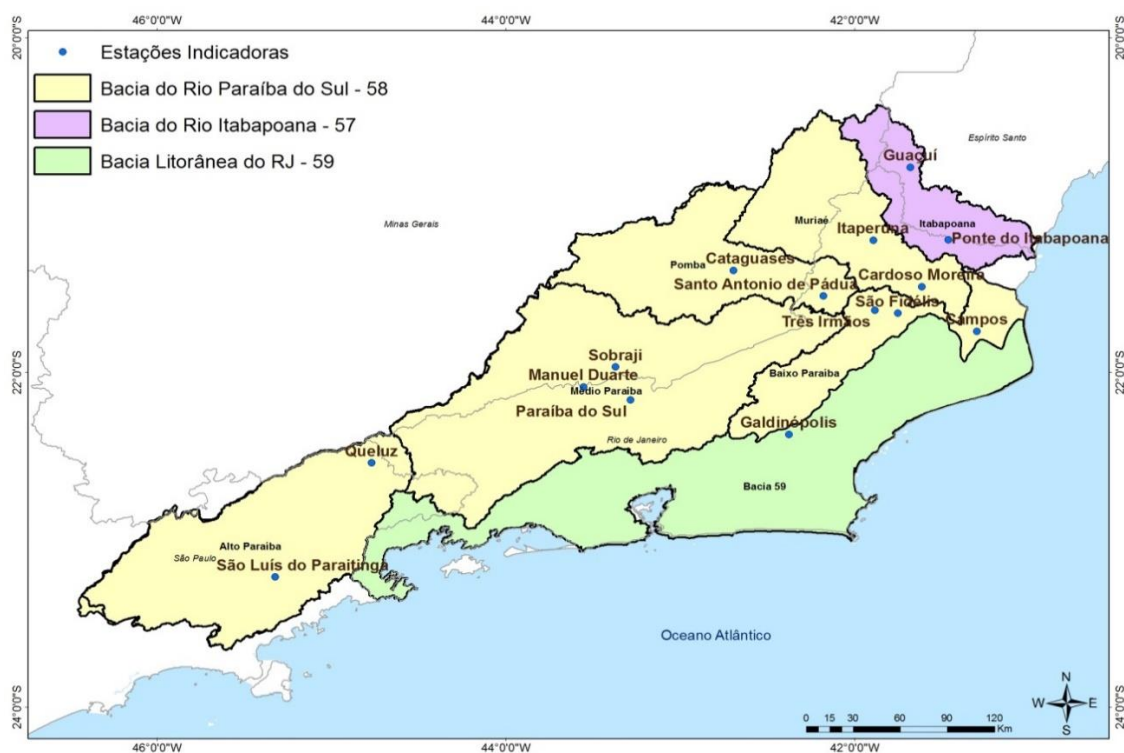 46°0'0"W
44°0'0"W
42°0'0"W
20°0'0"S
20°0'0"S
Estações Indicadoras
Bacia do Rio Paraíba do Sul - 58
Bacia do Rio Itabapoana - 57
Bacia Litorânea do RJ - 59
Espírito Santo
Guaçuí
Minas Gerais
Muriaé
Itabapoana
Itaperuna
Ponte do Itabapoana
Cataguases
Pomba
Cardoso Moreira
Santo Antonio de Pádua
São Fidélis
Três Irmãos
Campos
22°0'0"S
22°0'0"S
Sobraji
Manuel Duarte
Médio Paraiba
Baixo Paraiba
Paraíba do Sul
Galdinépolis
Rio de Janeiro
Queluz
Bacia 59
Alto Paraiba
São Paulo
São Luís do Paraitinga
Oceano Atlântico
N
W
E
S
0 15 30 60 90 120
Km
24°0'0"S
24°0'0"S
46°0'0"W
44°0'0"W
42°0'0"W